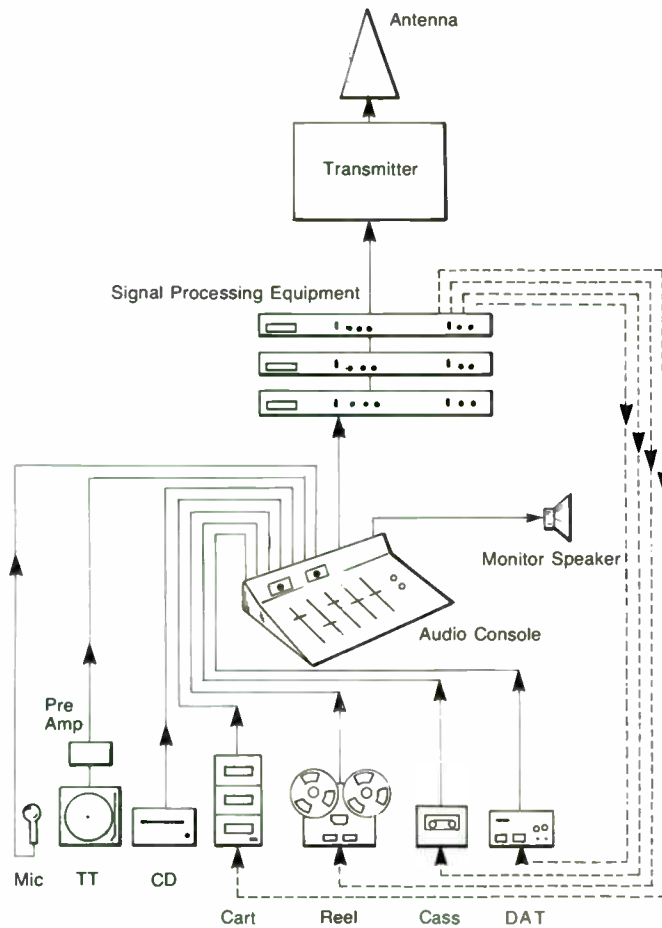 Antenna
Transmitter
Signal Processing Equipment
Monitor Speaker
Audio Console
Pre
Amp
Mic
TT
CD
Cart
Reel
Cass
DAT